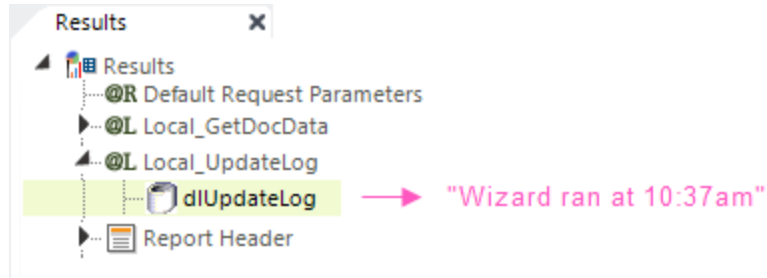 Results
Results
@R Default Request Parameters
@L Local_GetDocData
@L Local_UpdateLog
dlUpdateLog "Wizard ran at 10:37am"
Report Header